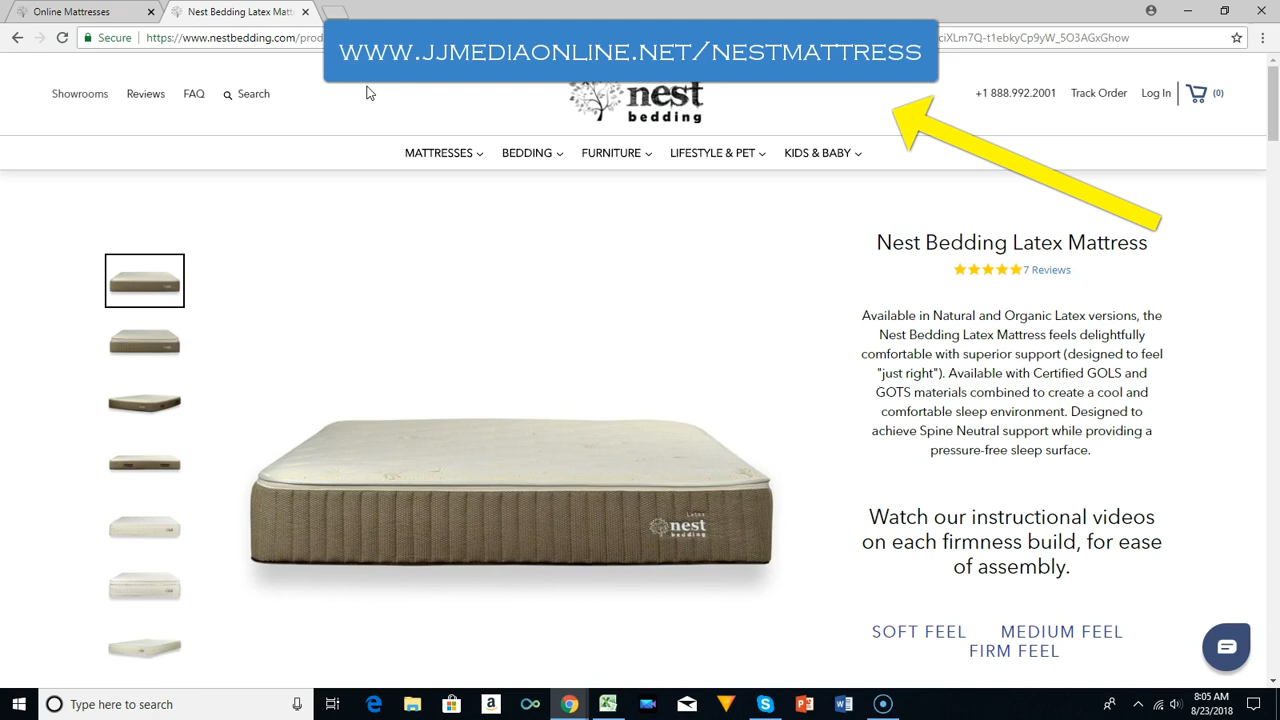 Online Mattresses
Nest Bedding Latex Matt
Secure
https://www.nestbedding.com/prod
ciXLm7Q-t1ebkyCp9yW_5O3AGxGhow
WWW.JJMEDIAONLINE.NET/NESTMATTRESS
Showrooms Reviews FAQ Search
nest
bedding
+1 888.992.2001 Track Order Log In (0)
MATTRESSES BEDDING FURNITURE LIFESTYLE & PET KIDS & BABY
Nest Bedding Latex Mattress
7 Reviews
Available in Natural and Organic Latex versions, the
Nest Bedding Latex Mattress feels delightfully
comfortable with superior support (designed to feel
"just right"). Available with Certified GOLS and
GOTS materials combined to create a cool and
comfortable sleep environment. Designed to
achieve Spine Neutral support while providing a
pressure-free sleep surface.
Latex
nest
bedding
Watch our instructional videos
on each firmness build, for ease
of assembly.
SOFT FEEL MEDIUM FEEL
FIRM FEEL
Type here to search
8:05 AM
8/23/2018